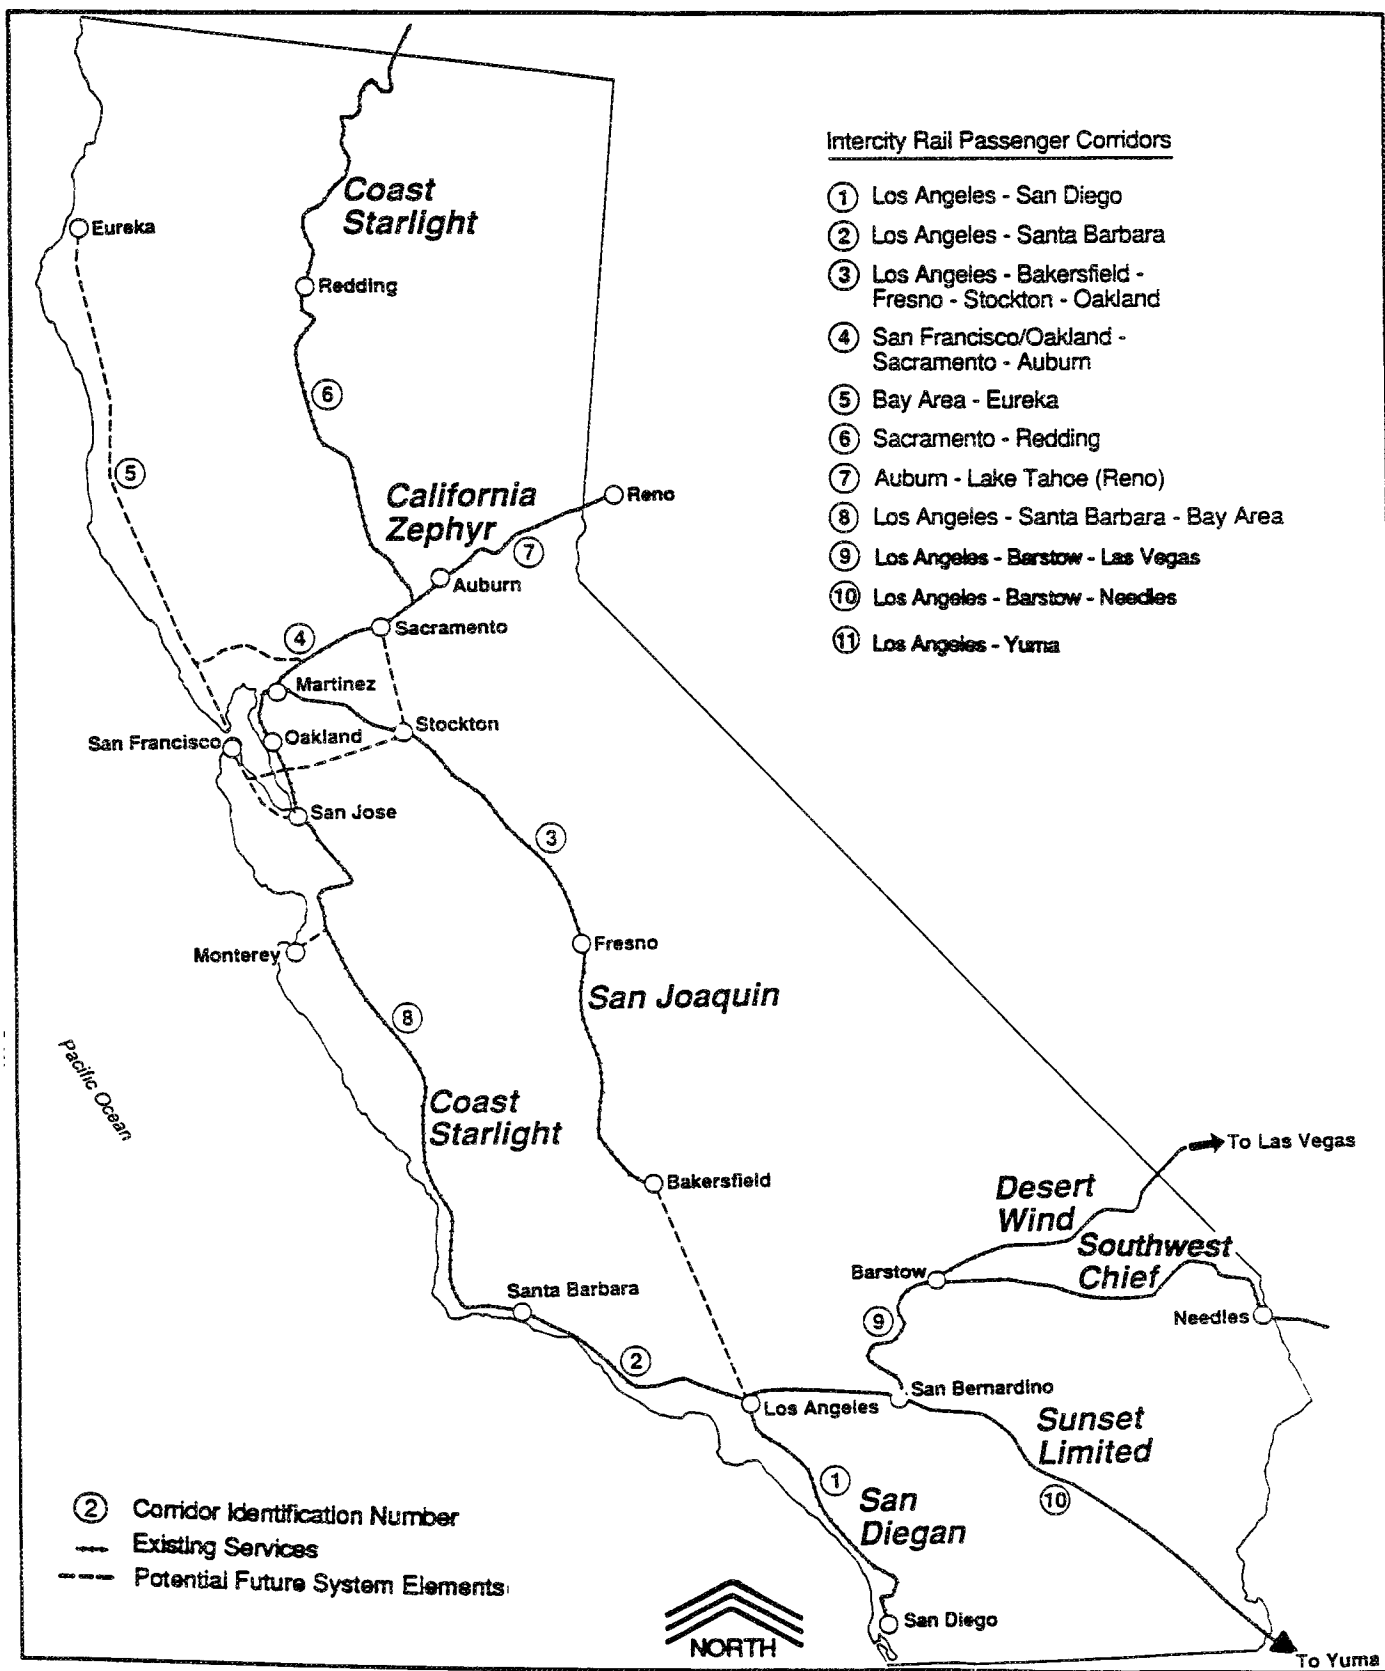 Intercity Rail Passenger Corridors
1 Los Angeles - San Diego
2 Los Angeles - Santa Barbara
3 Los Angeles - Bakersfield -
Fresno - Stockton - Oakland
4 San Francisco/Oakland -
Sacramento - Auburn
5 Bay Area - Eureka
6 Sacramento - Redding
7 Auburn - Lake Tahoe (Reno)
8 Los Angeles - Santa Barbara - Bay Area
9 Los Angeles - Barstow - Las Vegas
10 Los Angeles - Barstow - Needles
11 Los Angeles - Yuma
Coast
Starlight
Eureka
Redding
6
5
California
Zephyr
Reno
7
Auburn
4
Sacramento
Martinez
Stockton
San Francisco
Oakland
San Jose
3
Monterey
Fresno
San Joaquin
8
Pacific Ocean
Coast
Starlight
Bakersfield
To Las Vegas
Desert
Wind
Southwest
Chief
Barstow
Needles
9
Santa Barbara
2
Los Angeles
San Bernardino
Sunset
Limited
10
1
San
Diegan
San Diego
To Yuma
2 Corridor Identification Number
Existing Services
Potential Future System Elements
NORTH